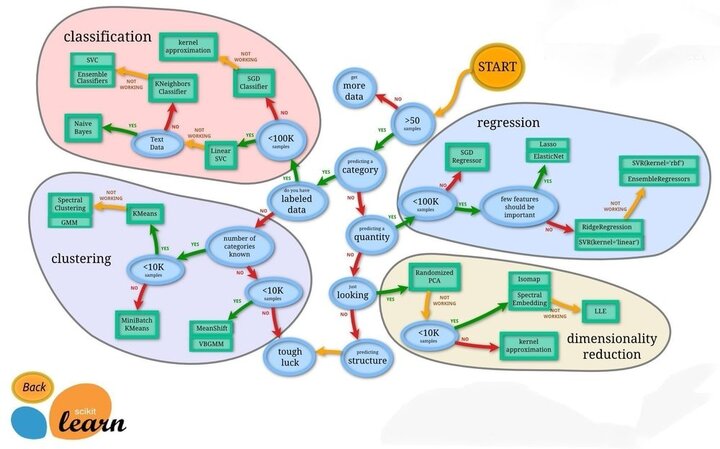 START
get
more
data
NO
>50
samples
YES
predicting a
category
YES
NO
do you have
labeled
data
YES
NO
classification
kernel
approximation
NOT
WORKING
SGD
Classifier
NO
<100K
samples
YES
Linear
SVC
NOT
WORKING
Text
Data
YES
Naive
Bayes
NO
KNeighbors
Classifier
NOT
WORKING
SVC
Ensemble
Classifiers
predicting a
quantity
YES
NO
regression
<100K
samples
NO
SGD
Regressor
YES
few features
should be
important
YES
Lasso
ElasticNet
NO
RidgeRegression
SVR(kernel='linear')
NOT
WORKING
SVR(kernel='rbf')
EnsembleRegressors
clustering
number of
categories
known
YES
NO
<10K
samples
YES
KMeans
NOT
WORKING
Spectral
Clustering
GMM
NO
MiniBatch
KMeans
<10K
samples
YES
MeanShift
VBGMM
NO
tough
luck
just
looking
YES
NO
predicting
structure
dimensionality
reduction
Randomized
PCA
NOT
WORKING
<10K
samples
YES
Isomap
Spectral
Embedding
NOT
WORKING
LLE
NO
kernel
approximation
Back
scikit
learn